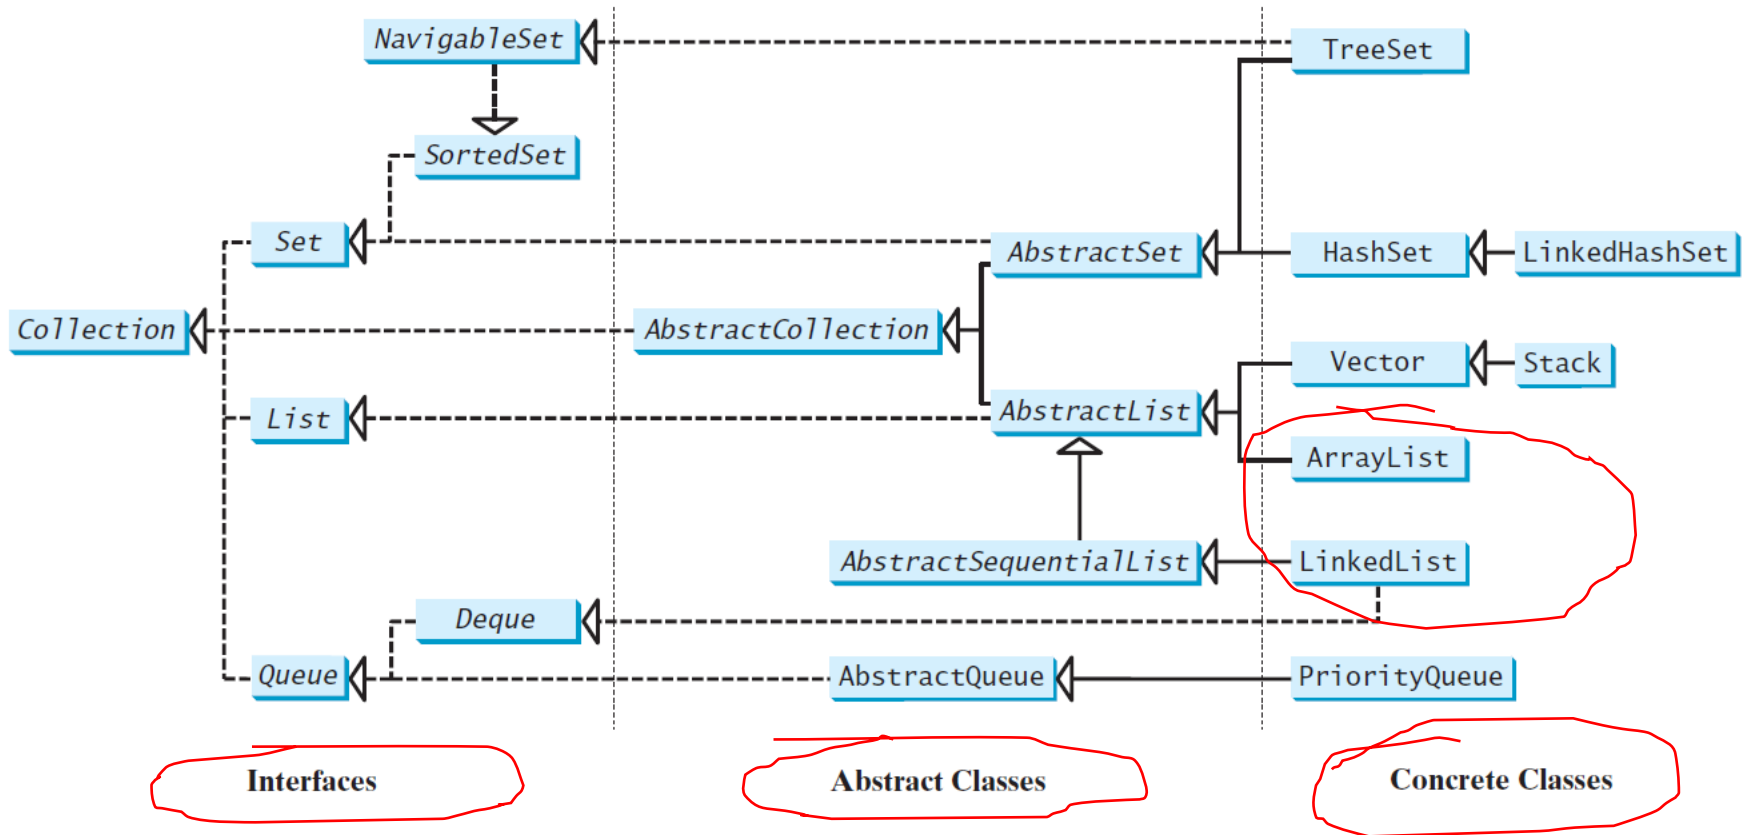 NavigableSet
TreeSet
SortedSet
Set
AbstractSet
HashSet
LinkedHashSet
Collection
AbstractCollection
Vector
Stack
List
AbstractList
ArrayList
AbstractSequentialList
LinkedList
Deque
Queue
AbstractQueue
PriorityQueue
Interfaces
Abstract Classes
Concrete Classes